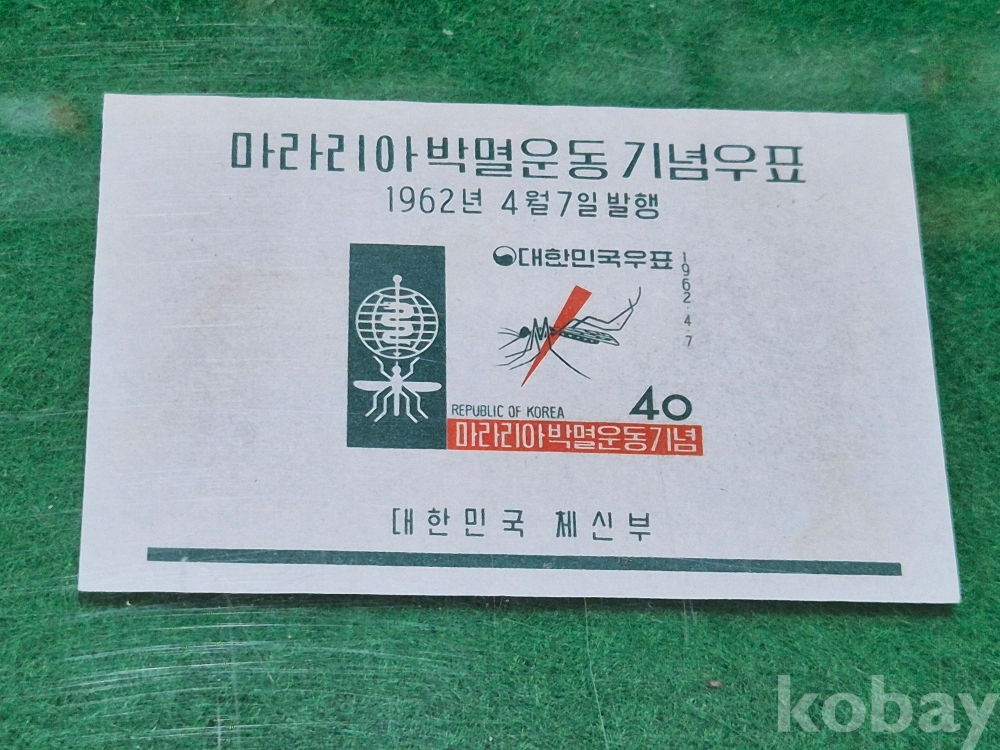 마라리아박멸운동 기념우표
1962년 4월 7일 발행
대한민국우표
1962·4·7
REPUBLIC OF KOREA
40
마라리아박멸운동기념
대한민국 체신부
kobay